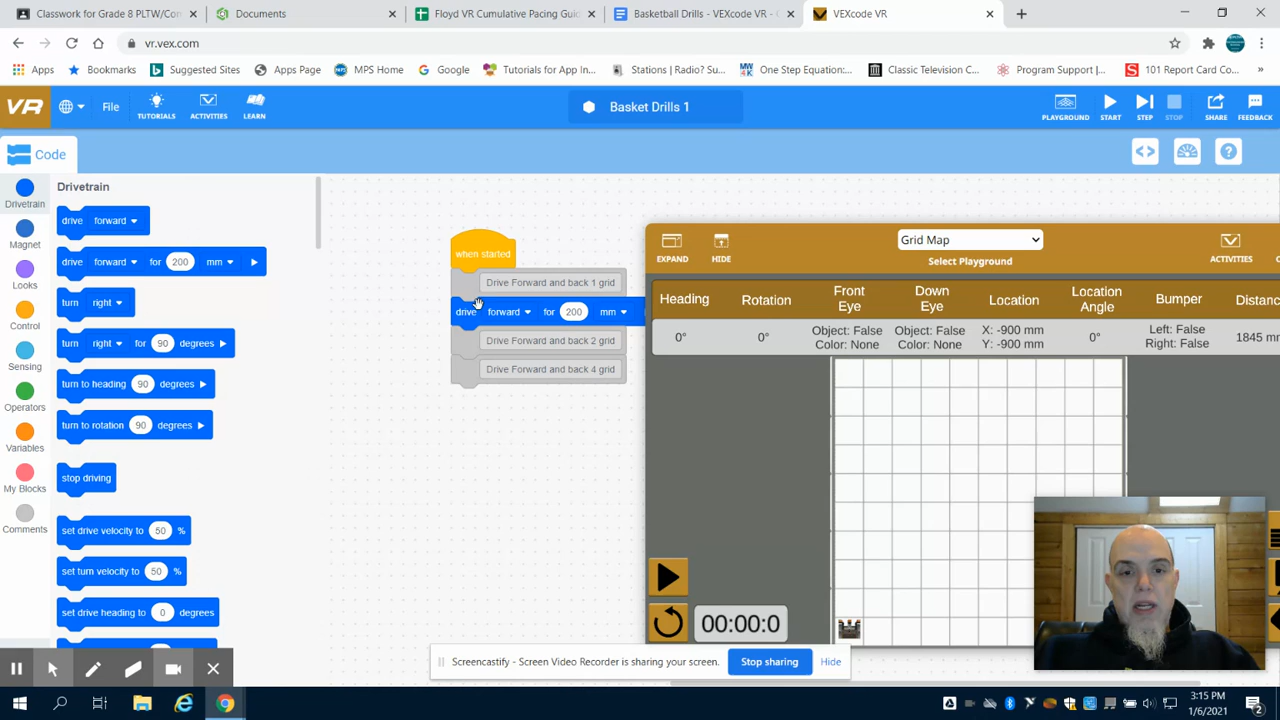 Classwork for Grade 8 PLTW/Con
Documents
Floyd VR Cumulative Pacing Guid
Basketball Drills - VEXcode VR - G
VEXcode VR
vr.vex.com
Apps
Bookmarks
Suggested Sites
Apps Page
MPS Home
Google
Tutorials for App In...
Stations | Radio? Su...
One Step Equation:...
Classic Television C...
Program Support |...
101 Report Card Co...
»
VR
File
TUTORIALS
ACTIVITIES
LEARN
Basket Drills 1
PLAYGROUND
START
STEP
STOP
SHARE
FEEDBACK
Code
Drivetrain
Drivetrain
Magnet
Looks
Control
Sensing
Operators
Variables
My Blocks
Comments
drive forward
drive forward for 200 mm
turn right
turn right for 90 degrees
turn to heading 90 degrees
turn to rotation 90 degrees
stop driving
set drive velocity to 50 %
set turn velocity to 50 %
set drive heading to 0 degrees
when started
Drive Forward and back 1 grid
drive forward for 200 mm
Drive Forward and back 2 grid
Drive Forward and back 4 grid
EXPAND
HIDE
Grid Map
Select Playground
ACTIVITIES
Heading
Rotation
Front Eye
Down Eye
Location
Location Angle
Bumper
Distanc
0°
0°
Object: False
Color: None
Object: False
Color: None
X: -900 mm
Y: -900 mm
0°
Left: False
Right: False
1845 mm
00:00:0
Screencastify - Screen Video Recorder is sharing your screen.
Stop sharing
Hide
3:15 PM
1/6/2021
2